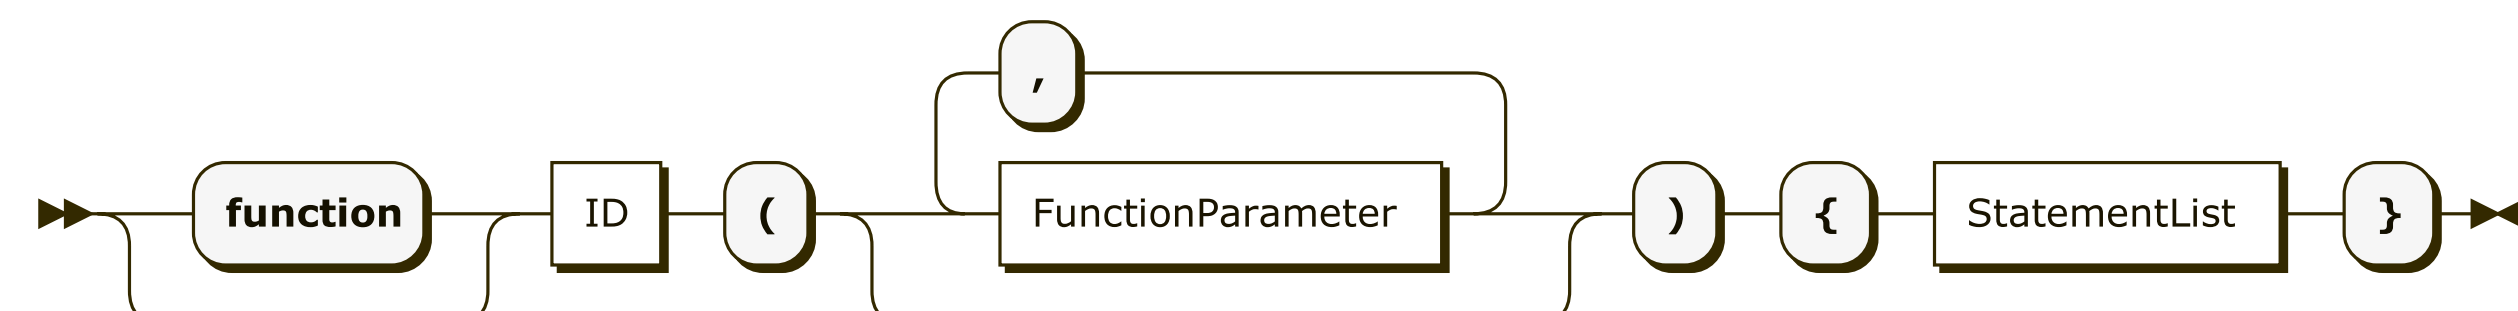 ,
function ID ( FunctionParameter ) { StatementList }